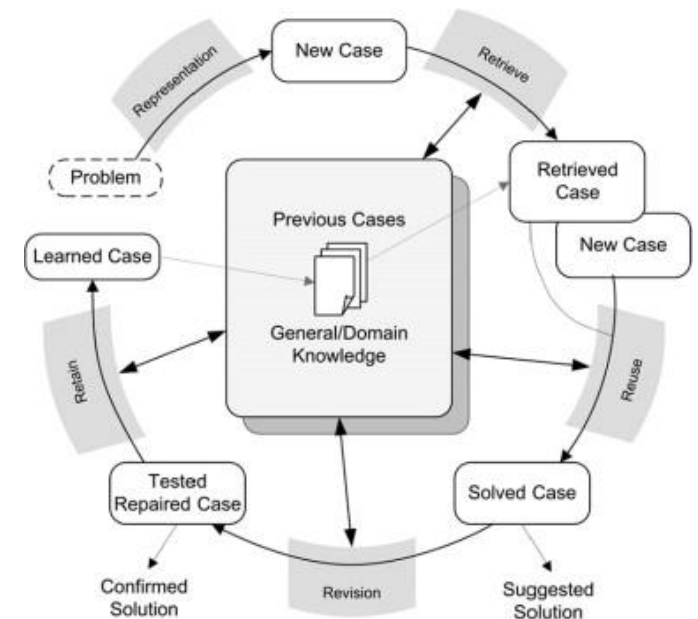 New Case
Representation
Retrieve
Problem
Retrieved
Case
New Case
Previous Cases
General/Domain
Knowledge
Learned Case
Retain
Reuse
Tested
Repaired Case
Solved Case
Confirmed
Solution
Revision
Suggested
Solution